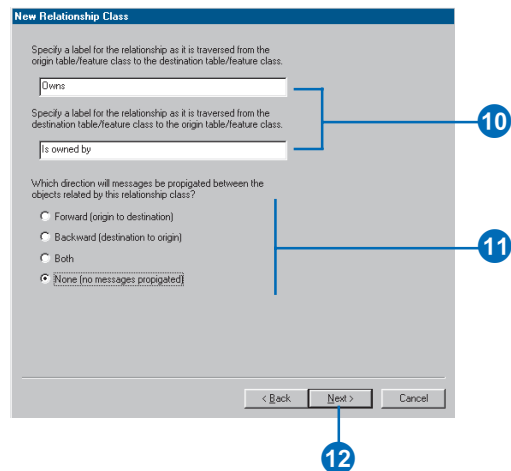 New Relationship Class
Specify a label for the relationship as it is traversed from the
origin table/feature class to the destination table/feature class.
Owns
Specify a label for the relationship as it is traversed from the
destination table/feature class to the origin table/feature class.
Is owned by
10
Which direction will messages be propigated between the
objects related by this relationship class?
Forward (origin to destination)
Backward (destination to origin)
Both
None (no messages propigated)
11
< Back
Next >
Cancel
12